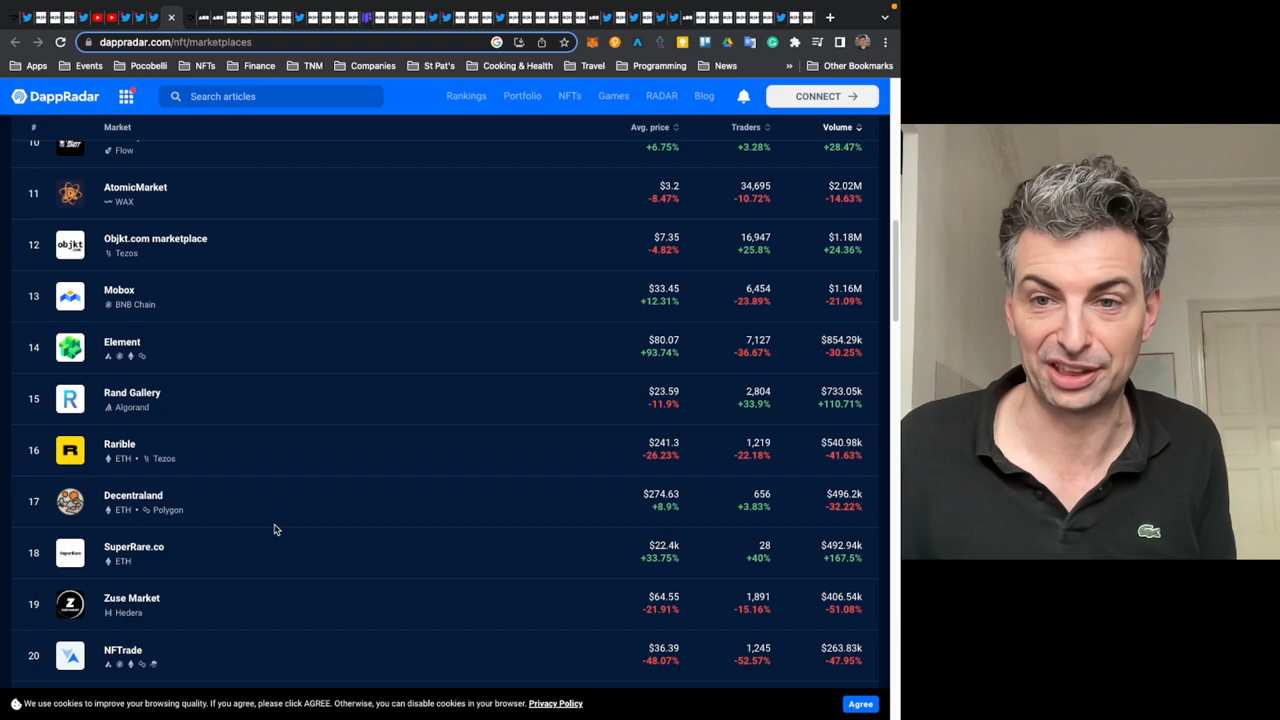 dappradar.com/nft/marketplaces
Apps Events Pocobelli NFTs Finance TNM Companies St Pat's Cooking & Health Travel Programming News » Other Bookmarks
DappRadar Search articles Rankings Portfolio NFTs Games RADAR Blog CONNECT →
# Market Avg. price Traders Volume
10 Flow +6.75% +3.28% +28.47%
11 AtomicMarket $3.2 34,695 $2.02M
WAX -8.47% -10.72% -14.63%
12 objkt.com Objkt.com marketplace $7.35 16,947 $1.18M
Tezos -4.82% +25.8% +24.36%
13 Mobox $33.45 6,454 $1.16M
BNB Chain +12.31% -23.89% -21.09%
14 Element $80.07 7,127 $854.29k
+93.74% -36.67% -30.25%
15 R Rand Gallery $23.59 2,804 $733.05k
Algorand -11.9% +33.9% +110.71%
16 R Rarible $241.3 1,219 $540.98k
ETH • Tezos -26.23% -22.18% -41.63%
17 Decentraland $274.63 656 $496.2k
ETH • Polygon +8.9% +3.83% -32.22%
18 SuperRare SuperRare.co $22.4k 28 $492.94k
ETH +33.75% +40% +167.5%
19 Z Zuse Market $64.55 1,891 $406.54k
Hedera -21.91% -15.16% -51.08%
20 NFTrade $36.39 1,245 $263.83k
-48.07% -52.57% -47.95%
We use cookies to improve your browsing quality. If you agree, please click AGREE. Otherwise, you can disable cookies in your browser. Privacy Policy Agree